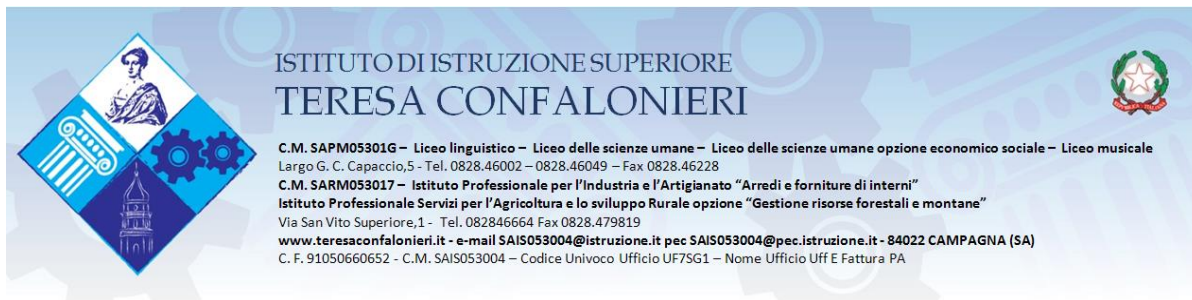 ISTITUTO DI ISTRUZIONE SUPERIORE
TERESA CONFALONIERI
C.M. SAPM05301G – Liceo linguistico – Liceo delle scienze umane – Liceo delle scienze umane opzione economico sociale – Liceo musicale
Largo G. C. Capaccio,5 - Tel. 0828.46002 – 0828.46049 – Fax 0828.46228
C.M. SARM053017 – Istituto Professionale per l’Industria e l’Artigianato “Arredi e forniture di interni”
Istituto Professionale Servizi per l’Agricoltura e lo sviluppo Rurale opzione “Gestione risorse forestali e montane”
Via San Vito Superiore,1 - Tel. 082846664 Fax 0828.479819
www.teresaconfalonieri.it - e-mail SAIS053004@istruzione.it pec SAIS053004@pec.istruzione.it - 84022 CAMPAGNA (SA)
C. F. 91050660652 - C.M. SAIS053004 – Codice Univoco Ufficio UF7SG1 – Nome Ufficio Uff E Fattura PA
REPVBBLICA ITALIANA